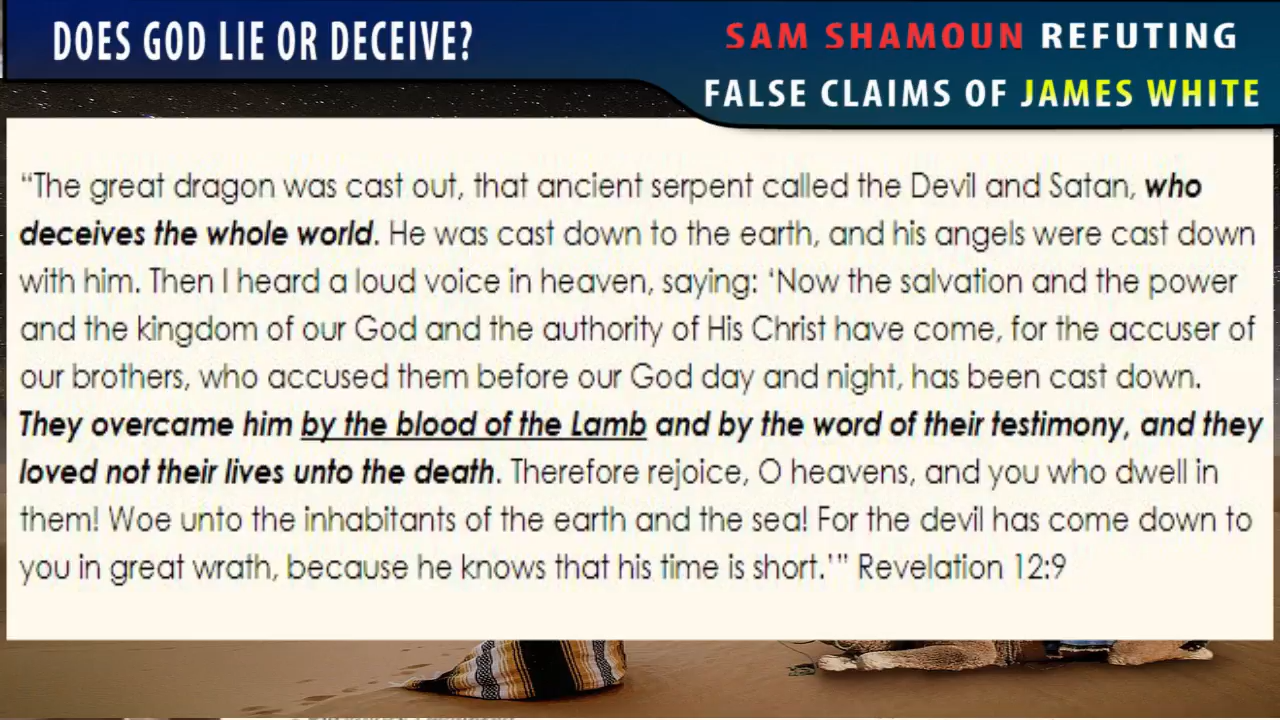 DOES GOD LIE OR DECEIVE?
SAM SHAMOUN REFUTING
FALSE CLAIMS OF JAMES WHITE
“The great dragon was cast out, that ancient serpent called the Devil and Satan, who
deceives the whole world. He was cast down to the earth, and his angels were cast down
with him. Then I heard a loud voice in heaven, saying: ‘Now the salvation and the power
and the kingdom of our God and the authority of His Christ have come, for the accuser of
our brothers, who accused them before our God day and night, has been cast down.
They overcame him by the blood of the Lamb and by the word of their testimony, and they
loved not their lives unto the death. Therefore rejoice, O heavens, and you who dwell in
them! Woe unto the inhabitants of the earth and the sea! For the devil has come down to
you in great wrath, because he knows that his time is short.’” Revelation 12:9